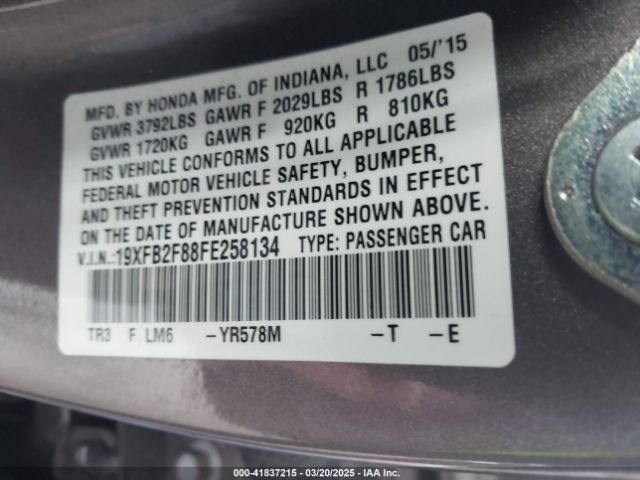 MFD. BY HONDA MFG. OF INDIANA, LLC 05/'15
GVWR 3792LBS GAWR F 2029LBS R 1786LBS
GVWR 1720KG GAWR F 920KG R 810KG
THIS VEHICLE CONFORMS TO ALL APPLICABLE
FEDERAL MOTOR VEHICLE SAFETY, BUMPER,
AND THEFT PREVENTION STANDARDS IN EFFECT
ON THE DATE OF MANUFACTURE SHOWN ABOVE.
V.I.N.:19XFB2F88FE258134 TYPE: PASSENGER CAR
TR3 F LM6 -YR578M -T -E
000-41837215 - 03/20/2025 - IAA Inc.